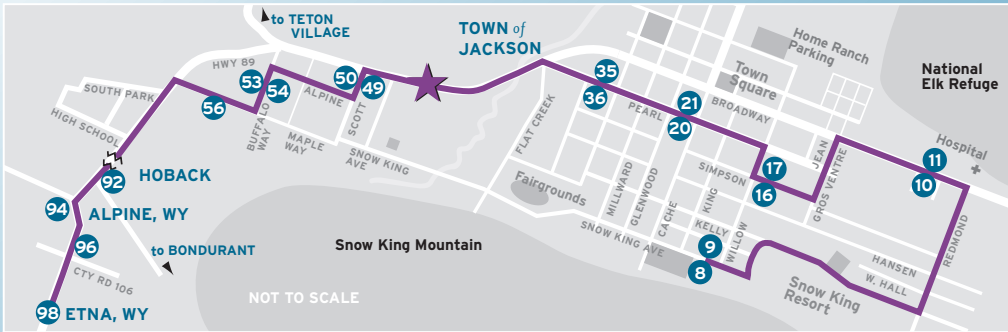 to TETON
VILLAGE
TOWN of
JACKSON
Home Ranch
Parking
Town
Square
National
Elk Refuge
HWY 89
53
54
50
49
35
36
SOUTH PARK
56
ALPINE
PEARL
21
20
BROADWAY
HIGH SCHOOL
BUFFALO
WAY
MAPLE
WAY
SCOTT
SNOW KING
AVE
FLAT CREEK
JEAN
Hospital
11
10
92
HOBACK
SIMPSON
17
16
GROS VENTRE
Fairgrounds
MILLWARD
GLENWOOD
CACHE
KING
WILLOW
94
ALPINE, WY
96
to BONDURANT
Snow King Mountain
SNOW KING AVE
KELLY
9
8
REDMOND
HANSEN
W. HALL
Snow King
Resort
CTY RD 106
NOT TO SCALE
98
ETNA, WY